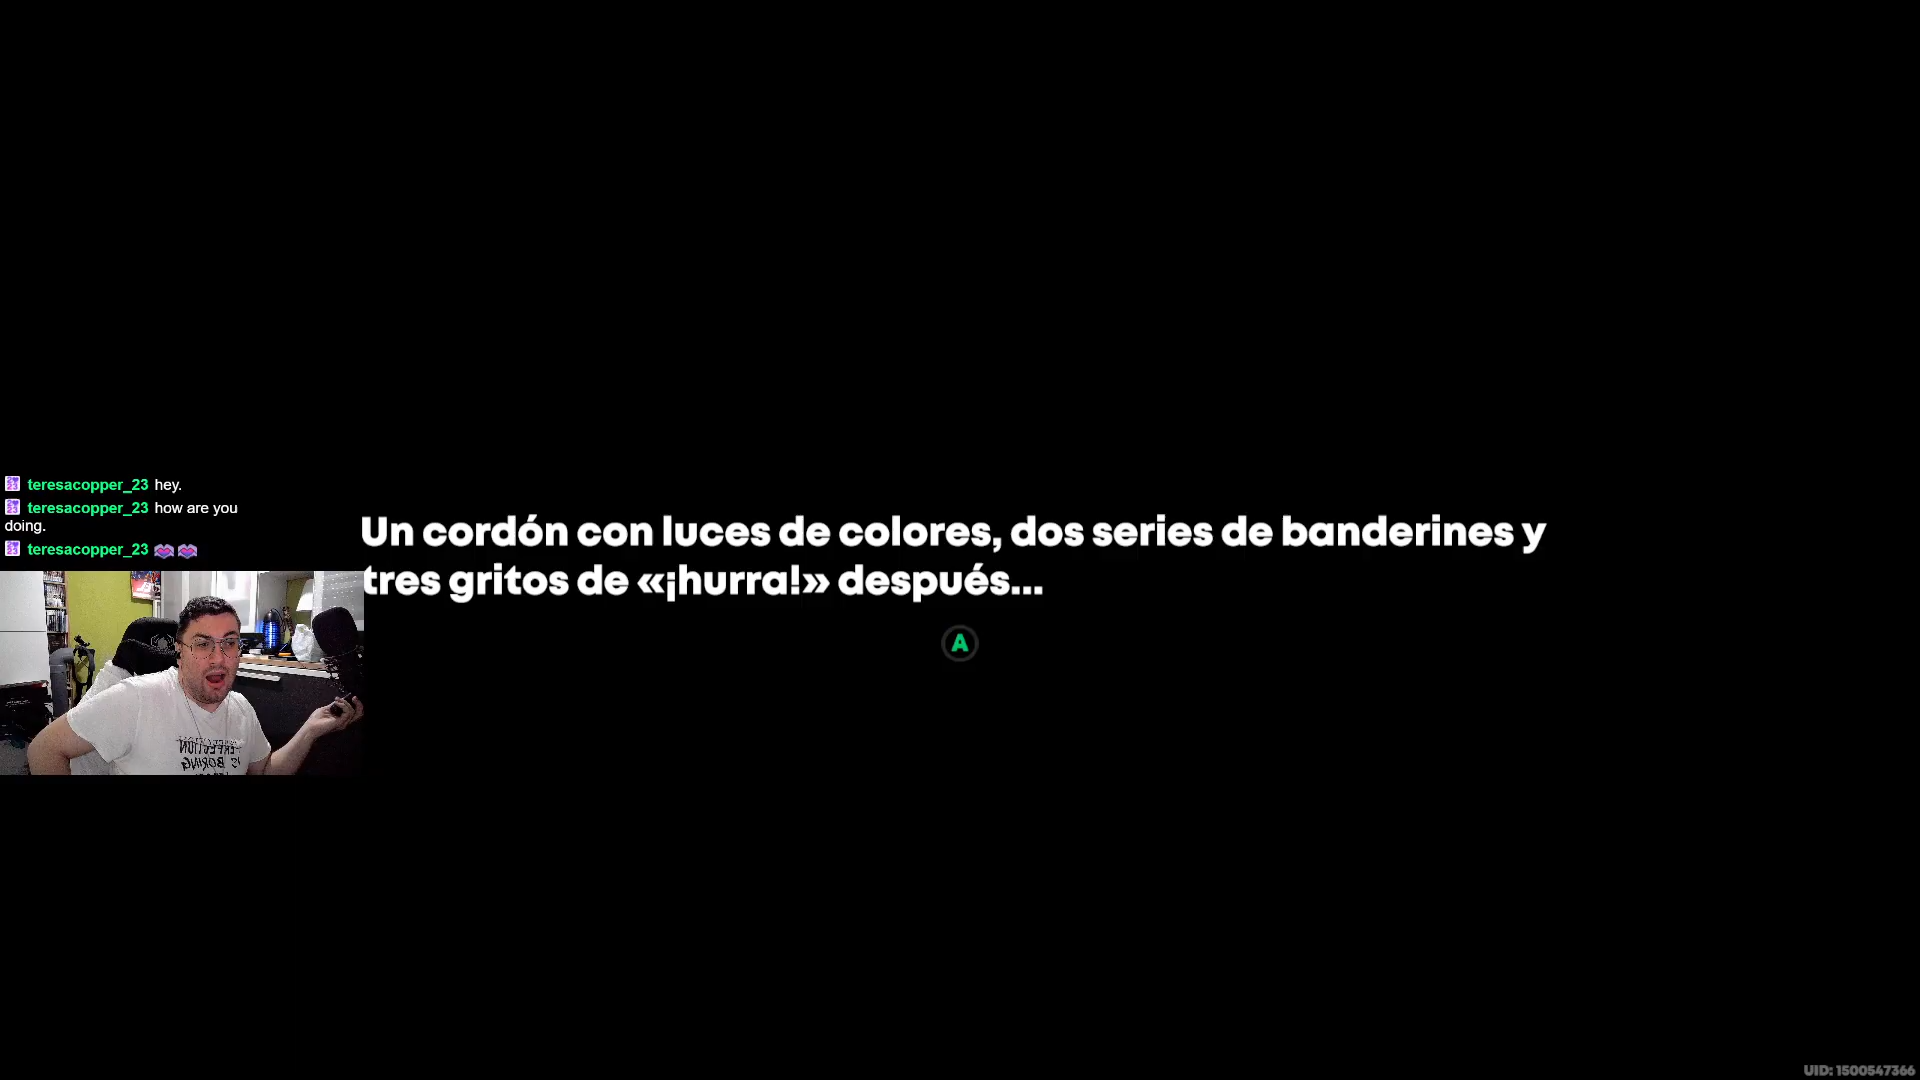 teresacopper_23 hey.
teresacopper_23 how are you
doing.
teresacopper_23
Un cordón con luces de colores, dos series de banderines y
tres gritos de «¡hurra!» después...
A
UID: 1500547366